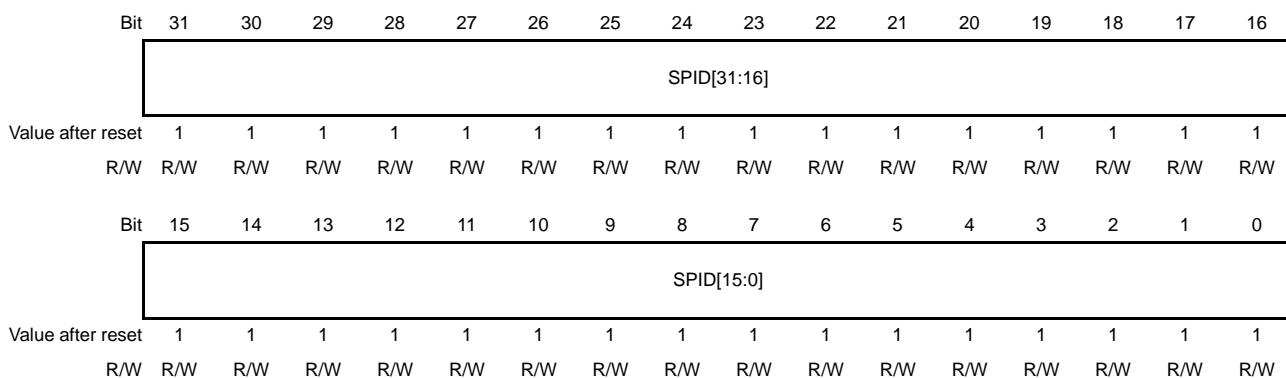 Bit 31 30 29 28 27 26 25 24 23 22 21 20 19 18 17 16
SPID[31:16]
Value after reset 1 1 1 1 1 1 1 1 1 1 1 1 1 1 1 1
R/W R/W R/W R/W R/W R/W R/W R/W R/W R/W R/W R/W R/W R/W R/W R/W R/W
Bit 15 14 13 12 11 10 9 8 7 6 5 4 3 2 1 0
SPID[15:0]
Value after reset 1 1 1 1 1 1 1 1 1 1 1 1 1 1 1 1
R/W R/W R/W R/W R/W R/W R/W R/W R/W R/W R/W R/W R/W R/W R/W R/W R/W